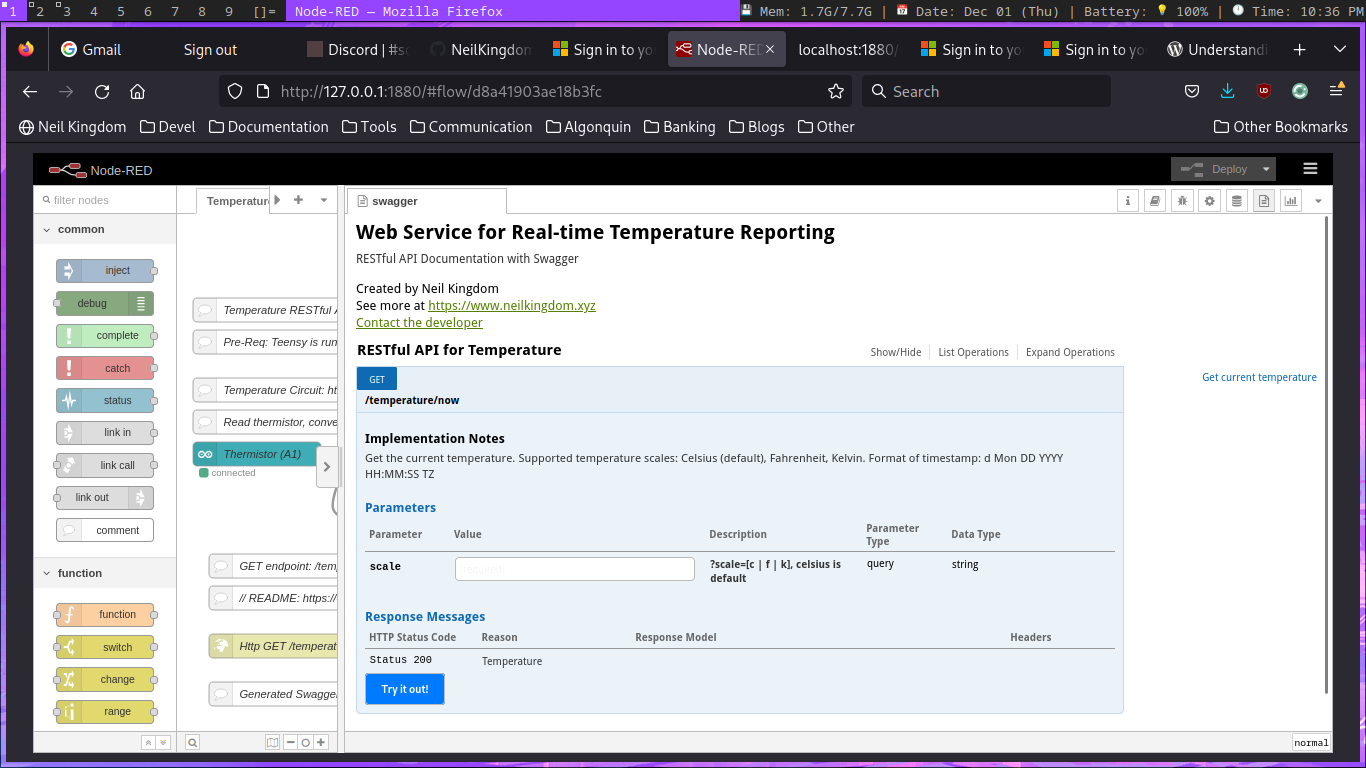 1 2 3 4 5 6 7 8 9 []= Node-RED — Mozilla Firefox Mem: 1.7G/7.7G | Date: Dec 01 (Thu) | Battery: 100% | Time: 10:36 PM
Gmail Sign out Discord | #s NeilKingdon Sign in to yo Node-RED localhost:1880/ Sign in to yo Sign in to yo Understandi
http://127.0.0.1:1880/#flow/d8a41903ae18b3fc Search
Neil Kingdom Devel Documentation Tools Communication Algonquin Banking Blogs Other Other Bookmarks
Node-RED Deploy
filter nodes Temperatur swagger
common
inject
debug
complete
catch
status
link in
link call
link out
comment
function
function
switch
change
range
Temperature RESTful A
Pre-Req: Teensy is run
Temperature Circuit: ht
Read thermistor, conve
Thermistor (A1)
connected
GET endpoint: /tem
// README: https://
Http GET /temperat
Generated Swagge
Web Service for Real-time Temperature Reporting
RESTful API Documentation with Swagger
Created by Neil Kingdom
See more at https://www.neilkingdom.xyz
Contact the developer
RESTful API for Temperature Show/Hide List Operations Expand Operations
GET Get current temperature
/temperature/now
Implementation Notes
Get the current temperature. Supported temperature scales: Celsius (default), Fahrenheit, Kelvin. Format of timestamp: d Mon DD YYYY
HH:MM:SS TZ
Parameters
Parameter Value Description Parameter Type Data Type
scale ?scale=[c | f | k], celsius is query string
default
Response Messages
HTTP Status Code Reason Response Model Headers
Status 200 Temperature
Try it out!
normal